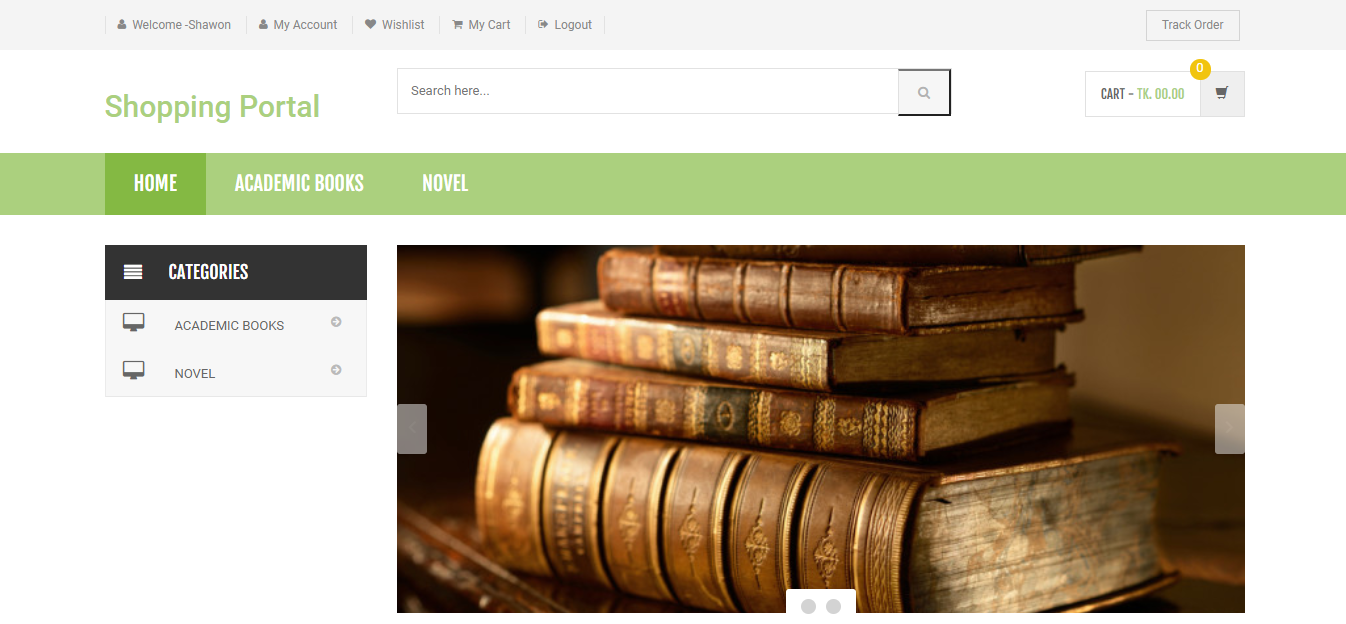 Welcome -Shawon
My Account
Wishlist
My Cart
Logout
Track Order
Shopping Portal
Search here...
0
CART - TK. 00.00
HOME
ACADEMIC BOOKS
NOVEL
CATEGORIES
ACADEMIC BOOKS
NOVEL